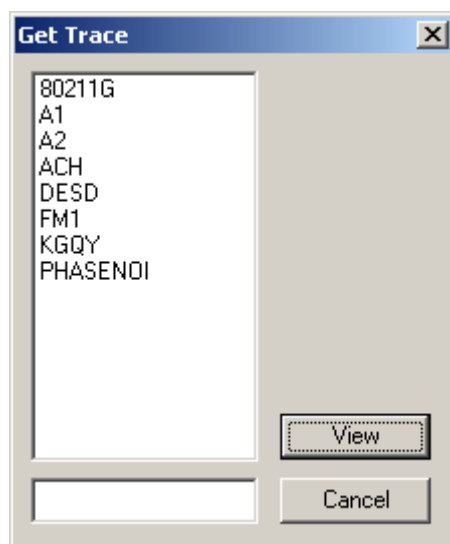 Get Trace
80211G
A1
A2
ACH
DESD
FM1
KGQY
PHASENOI
View
Cancel